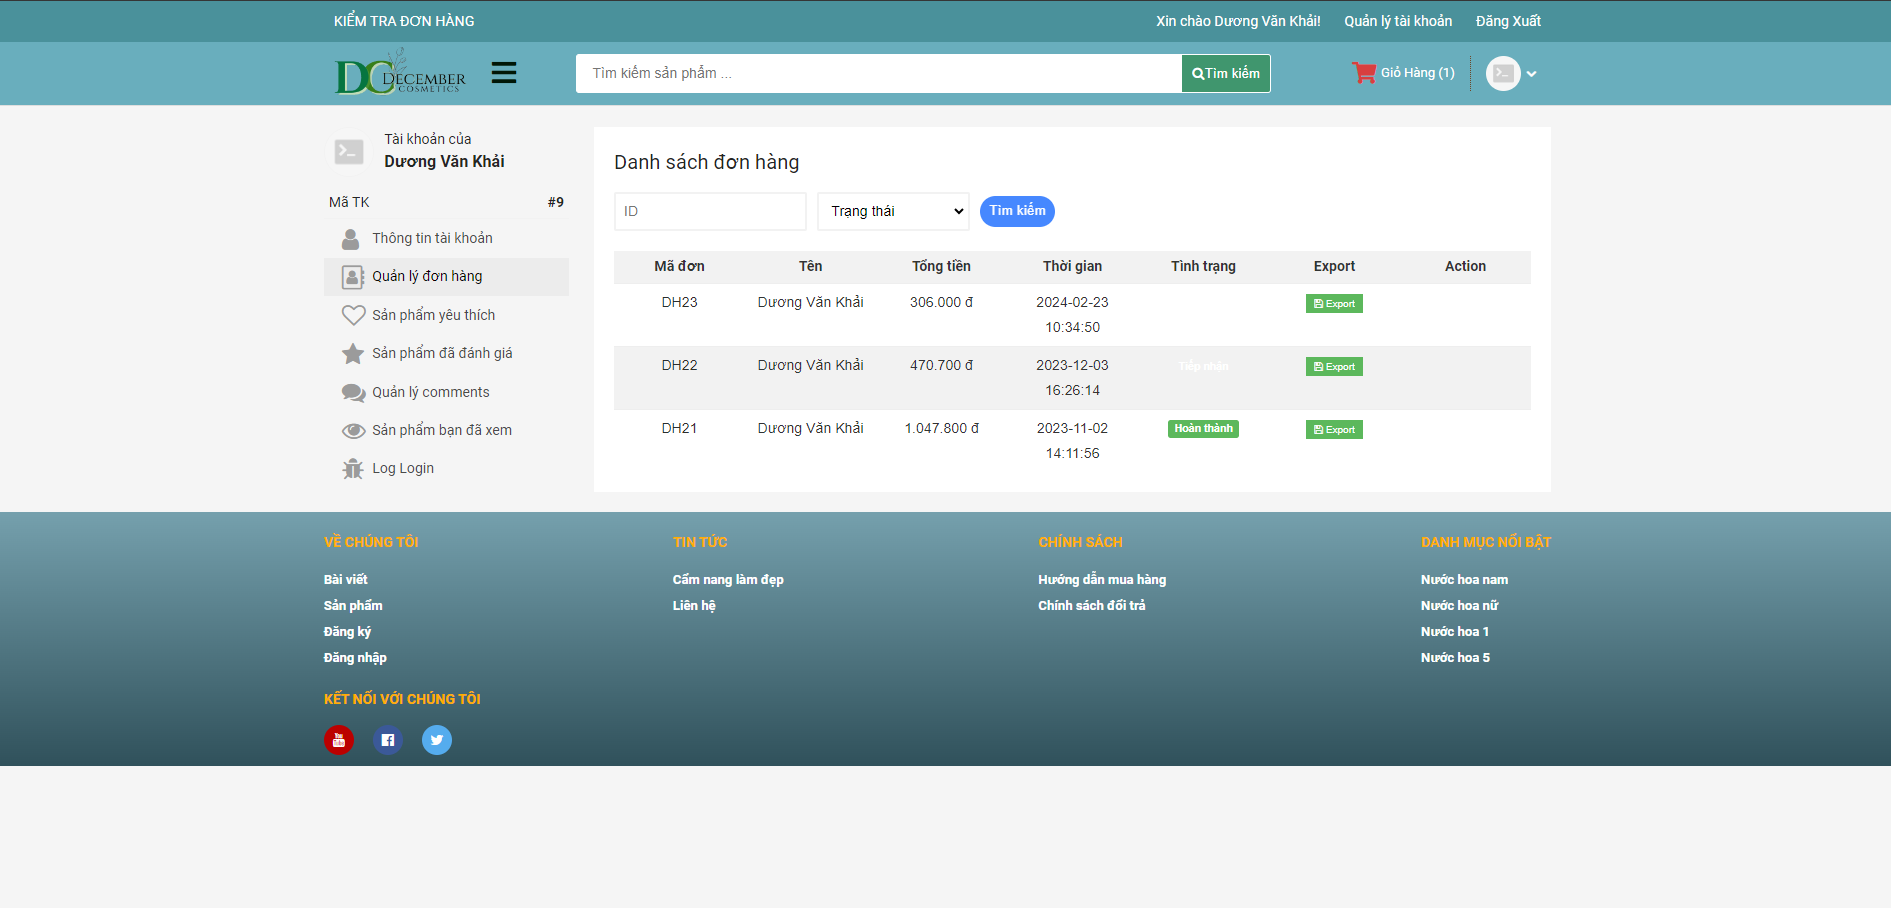 KIỂM TRA ĐƠN HÀNG
Xin chào Dương Văn Khải!
Quản lý tài khoản
Đăng Xuất
DC DECEMBER
COSMETICS
Tìm kiếm sản phẩm ...
Tìm kiếm
Giỏ Hàng (1)
Tài khoản của
Dương Văn Khải
Mã TK #9
Thông tin tài khoản
Quản lý đơn hàng
Sản phẩm yêu thích
Sản phẩm đã đánh giá
Quản lý comments
Sản phẩm bạn đã xem
Log Login
Danh sách đơn hàng
ID
Trạng thái
Tìm kiếm
Mã đơn Tên Tổng tiền Thời gian Tình trạng Export Action
DH23 Dương Văn Khải 306.000 đ 2024-02-23 Export
10:34:50
DH22 Dương Văn Khải 470.700 đ 2023-12-03 Tiếp nhận Export
16:26:14
DH21 Dương Văn Khải 1.047.800 đ 2023-11-02 Hoàn thành Export
14:11:56
VỀ CHÚNG TÔI
Bài viết
Sản phẩm
Đăng ký
Đăng nhập
TIN TỨC
Cẩm nang làm đẹp
Liên hệ
CHÍNH SÁCH
Hướng dẫn mua hàng
Chính sách đổi trả
DANH MỤC NỔI BẬT
Nước hoa nam
Nước hoa nữ
Nước hoa 1
Nước hoa 5
KẾT NỐI VỚI CHÚNG TÔI
You
Tube